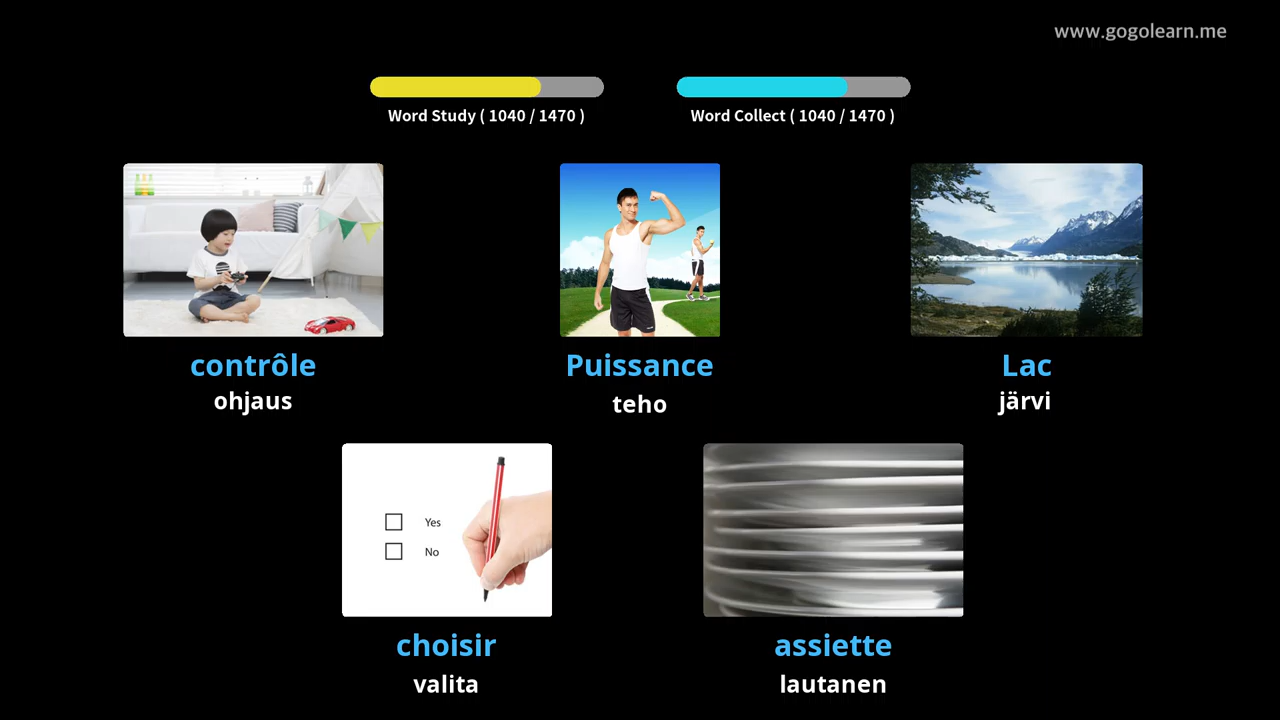 www.gogolearn.me
Word Study ( 1040 / 1470 )
Word Collect ( 1040 / 1470 )
contrôle
ohjaus
Puissance
teho
Lac
järvi
Yes
No
choisir
valita
assiette
lautanen